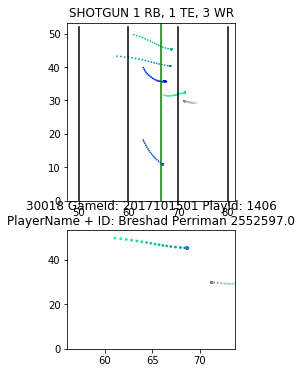 SHOTGUN 1 RB, 1 TE, 3 WR
50
40
30
20
10
0
50 60 70 80
30018 GameId: 2017101501 PlayId: 1406
PlayerName + ID: Breshad Perriman 2552597.0
40
20
0
60 65 70